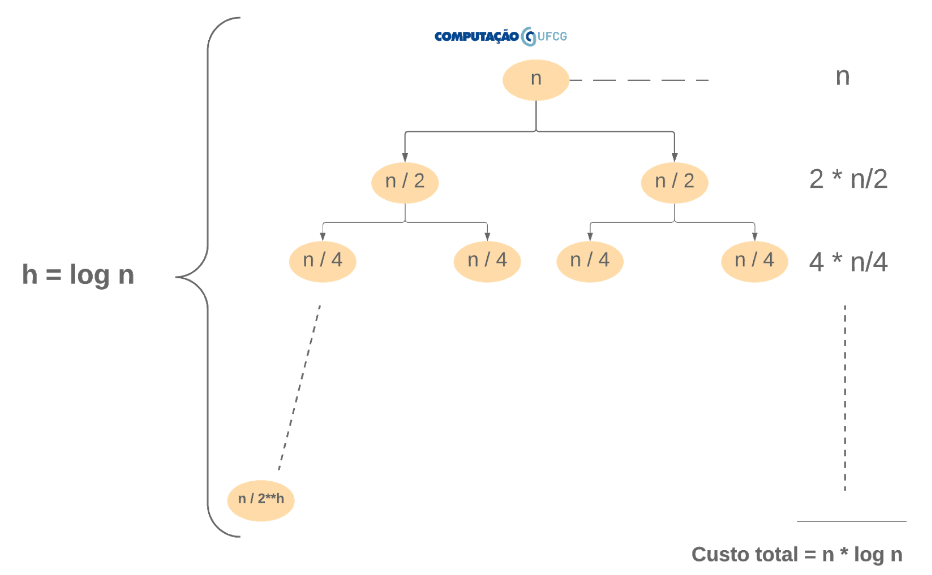 COMPUTAÇÃO UFCG
n
n
n / 2
n / 2
2 * n/2
n / 4
n / 4
n / 4
n / 4
4 * n/4
h = log n
n / 2**h
Custo total = n * log n